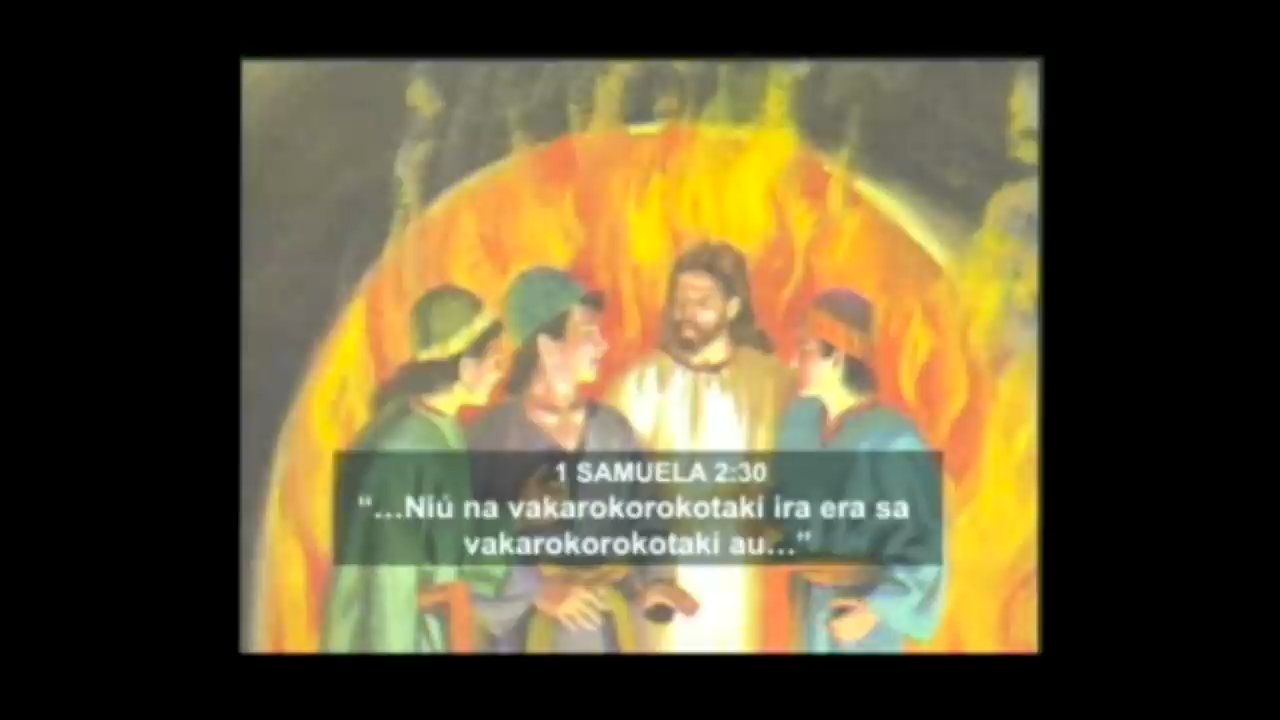 1 SAMUELA 2:30
“...Niú na vakarokorokotaki ira era sa
vakarokorokotaki au...”